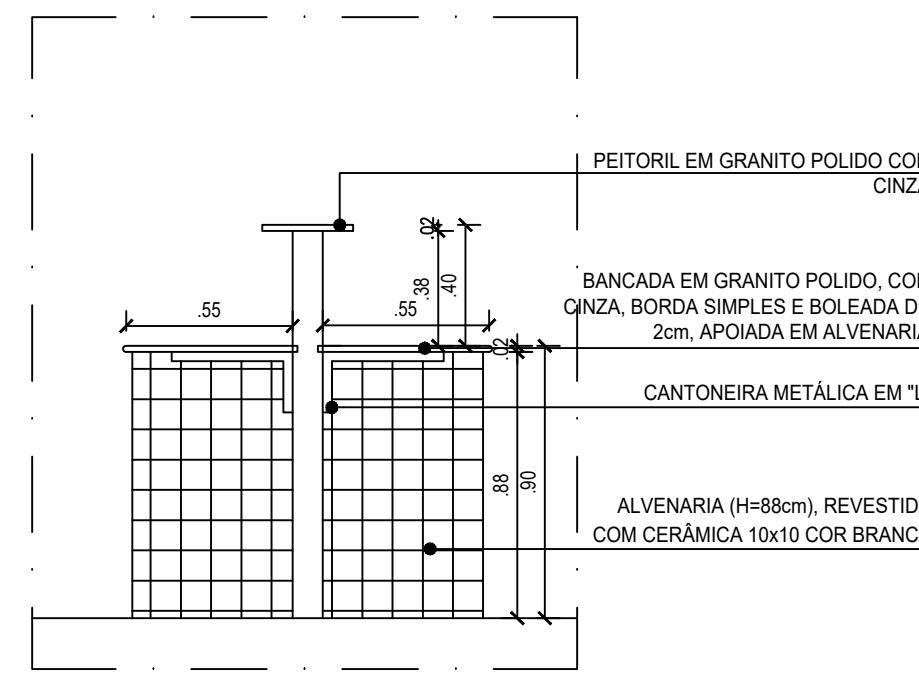 PEITORIL EM GRANITO POLIDO CO
CINZ
.02
.38
.40
.55
.55
BANCADA EM GRANITO POLIDO, CO
CINZA, BORDA SIMPLES E BOLEADA D
2cm, APOIADA EM ALVENARI
.02
CANTONEIRA METÁLICA EM "L
.88
.90
ALVENARIA (H=88cm), REVESTID
COM CERÂMICA 10x10 COR BRANC